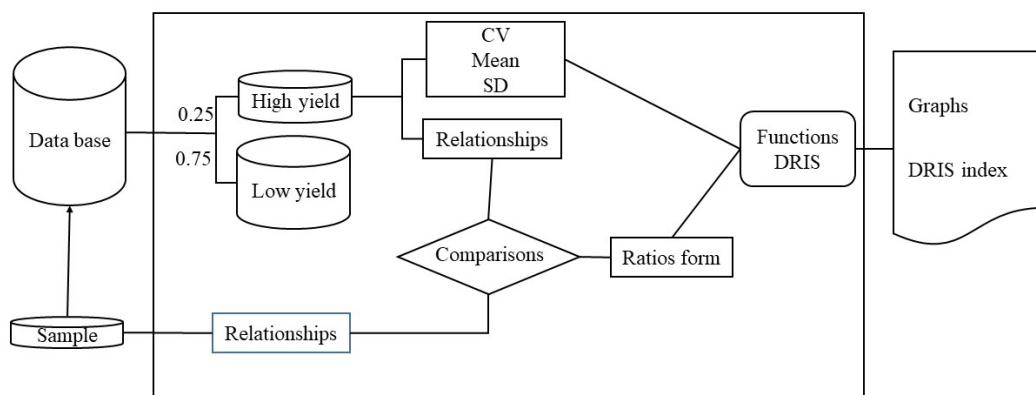 Data base
0.25
0.75
High yield
Low yield
CV
Mean
SD
Relationships
Comparisons
Ratios form
Functions
DRIS
Graphs
DRIS index
Sample
Relationships